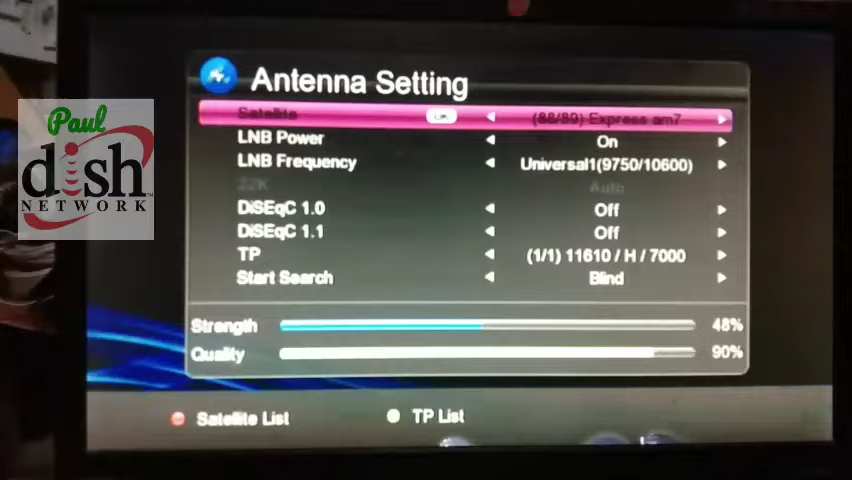 Antenna Setting
Satellite OK (88/89) Express am7
LNB Power On
LNB Frequency Universal1(9750/10600)
22K Auto
DiSEqC 1.0 Off
DiSEqC 1.1 Off
TP (1/1) 11610 / H / 7000
Start Search Blind
Strength 48%
Quality 90%
Satellite List TP List
Paul
dish
NETWORK